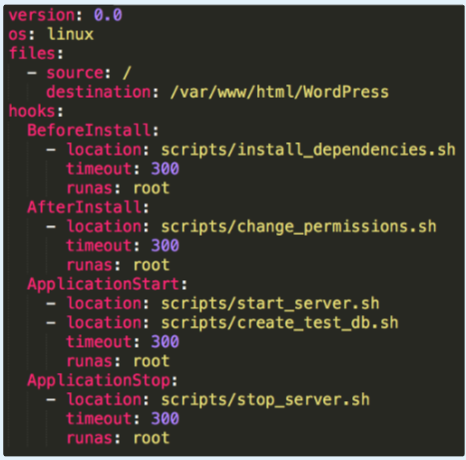 version: 0.0
os: linux
files:
  - source: /
    destination: /var/www/html/WordPress
hooks:
  BeforeInstall:
    - location: scripts/install_dependencies.sh
      timeout: 300
      runas: root
  AfterInstall:
    - location: scripts/change_permissions.sh
      timeout: 300
      runas: root
  ApplicationStart:
    - location: scripts/start_server.sh
    - location: scripts/create_test_db.sh
      timeout: 300
      runas: root
  ApplicationStop:
    - location: scripts/stop_server.sh
      timeout: 300
      runas: root